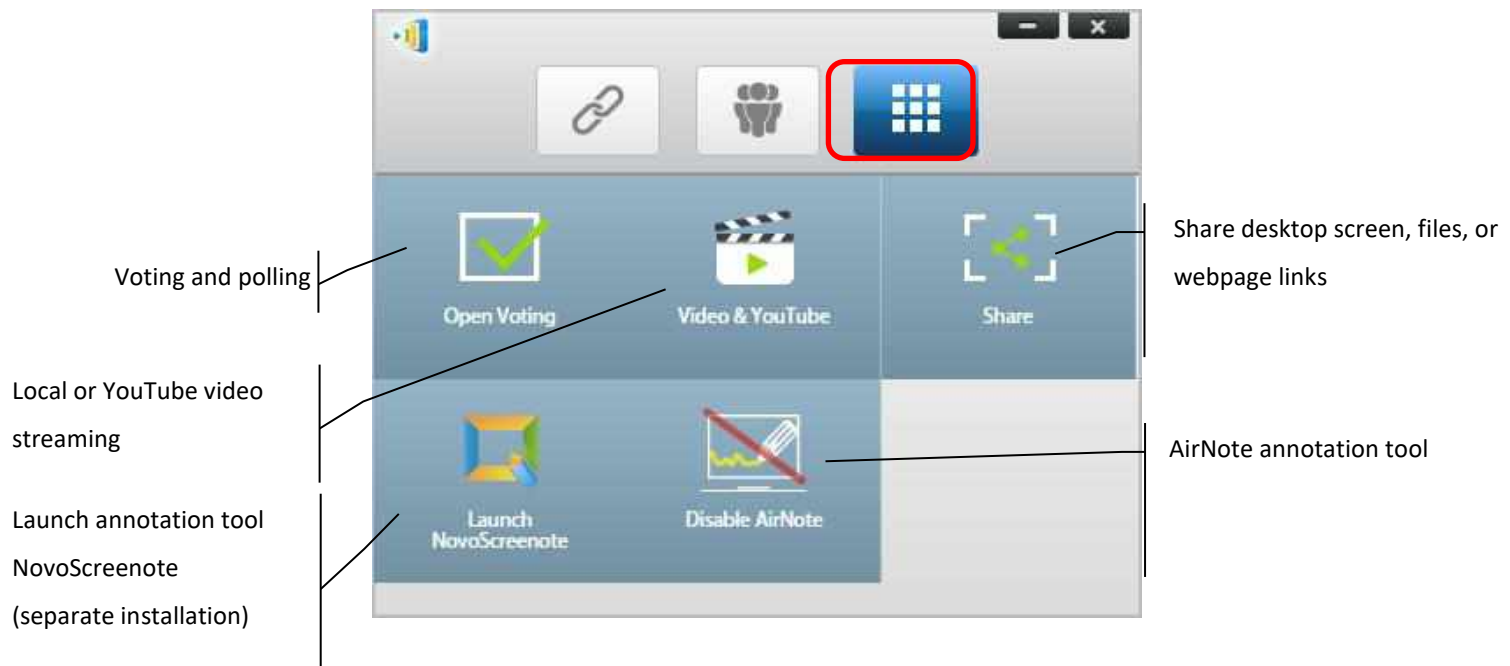 Voting and polling
Local or YouTube video
streaming
Launch annotation tool
NovoScreenote
(separate installation)
Open Voting
Video & YouTube
Share
Launch
NovoScreenote
Disable AirNote
Share desktop screen, files, or
webpage links
AirNote annotation tool